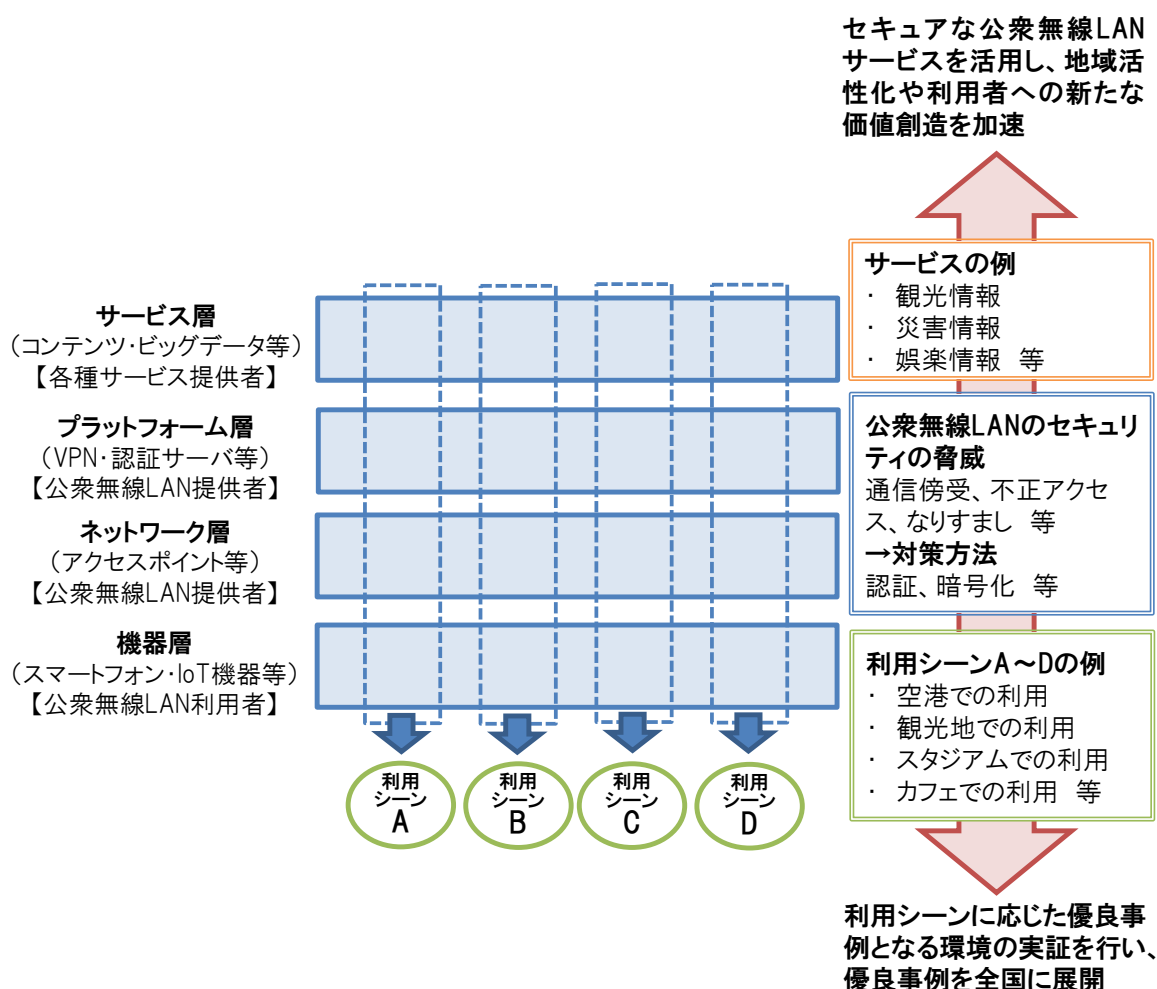 セキュアな公衆無線LAN
サービスを活用し、地域活
性化や利用者への新たな
価値創造を加速
サービス層
（コンテンツ・ビッグデータ等）
【各種サービス提供者】
プラットフォーム層
（VPN・認証サーバ等）
【公衆無線LAN提供者】
ネットワーク層
（アクセスポイント等）
【公衆無線LAN提供者】
機器層
（スマートフォン・IoT機器等）
【公衆無線LAN利用者】
利用
シーン
A
利用
シーン
B
利用
シーン
C
利用
シーン
D
サービスの例
・ 観光情報
・ 災害情報
・ 娯楽情報 等
公衆無線LANのセキュリ
ティの脅威
通信傍受、不正アクセ
ス、なりすまし 等
→対策方法
認証、暗号化 等
利用シーンA～Dの例
・ 空港での利用
・ 観光地での利用
・ スタジアムでの利用
・ カフェでの利用 等
利用シーンに応じた優良事
例となる環境の実証を行い、
優良事例を全国に展開